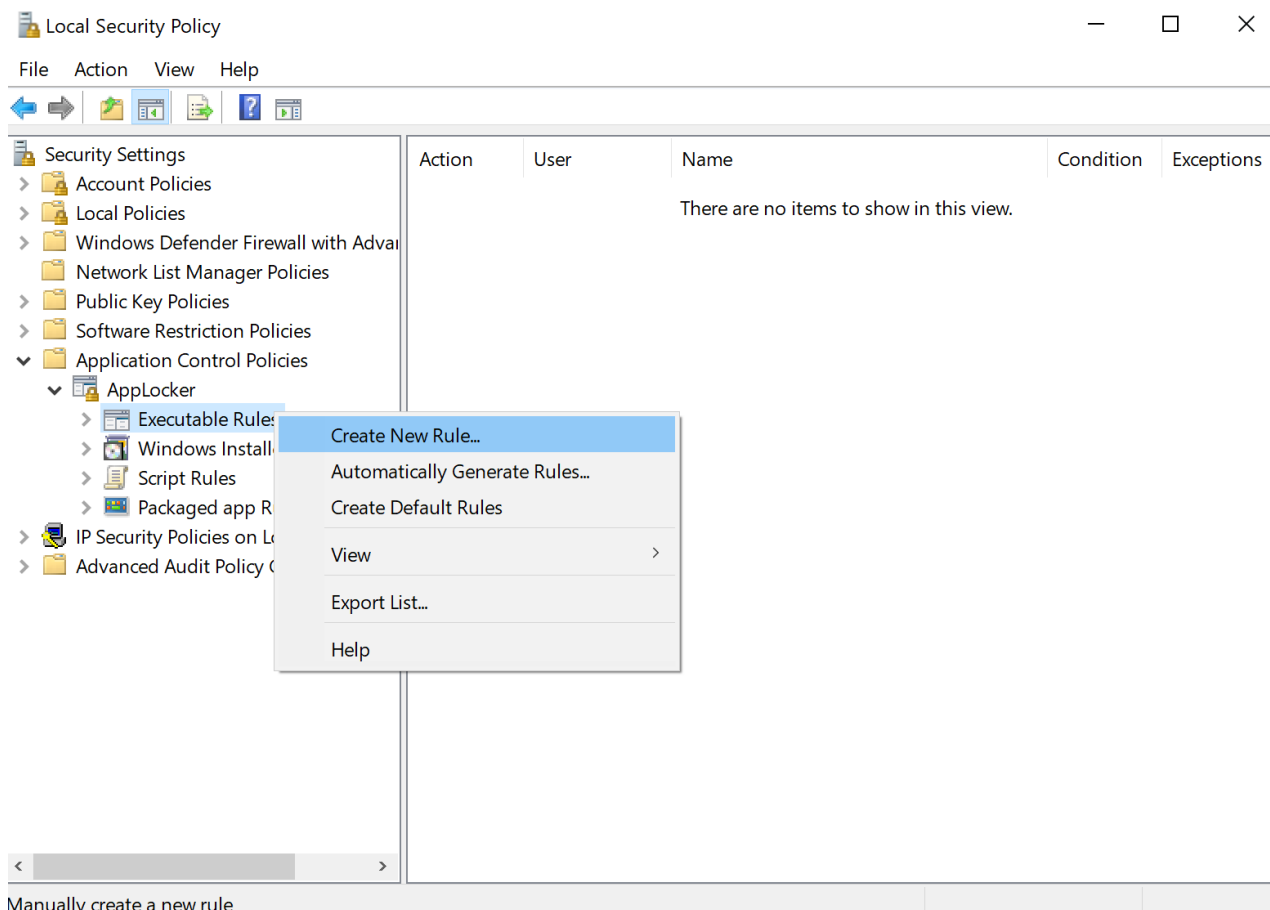 Local Security Policy
File Action View Help
Security Settings
Account Policies
Local Policies
Windows Defender Firewall with Advan
Network List Manager Policies
Public Key Policies
Software Restriction Policies
Application Control Policies
AppLocker
Executable Rules
Windows Installe
Script Rules
Packaged app R
IP Security Policies on Lo
Advanced Audit Policy C
Action User Name Condition Exceptions
There are no items to show in this view.
Create New Rule...
Automatically Generate Rules...
Create Default Rules
View
Export List...
Help
Manually create a new rule